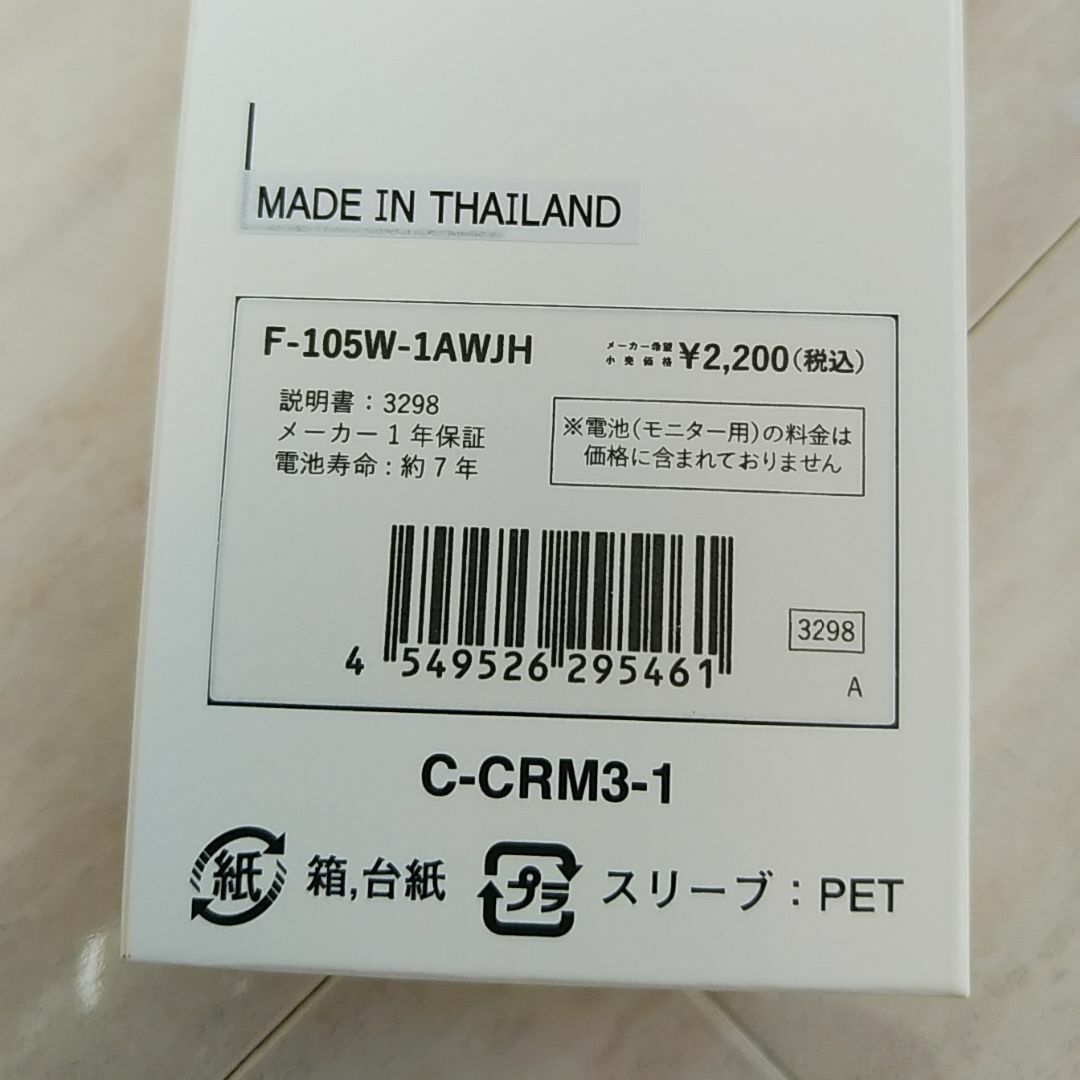 MADE IN THAILAND
F-105W-1AWJH
メーカー希望
小売価格 ¥2,200(税込)
説明書：3298
メーカー1年保証
電池寿命：約7年
※電池(モニター用)の料金は
価格に含まれておりません
4 549526 295461
3298
A
C-CRM3-1
紙 箱,台紙 プラ スリーブ：PET